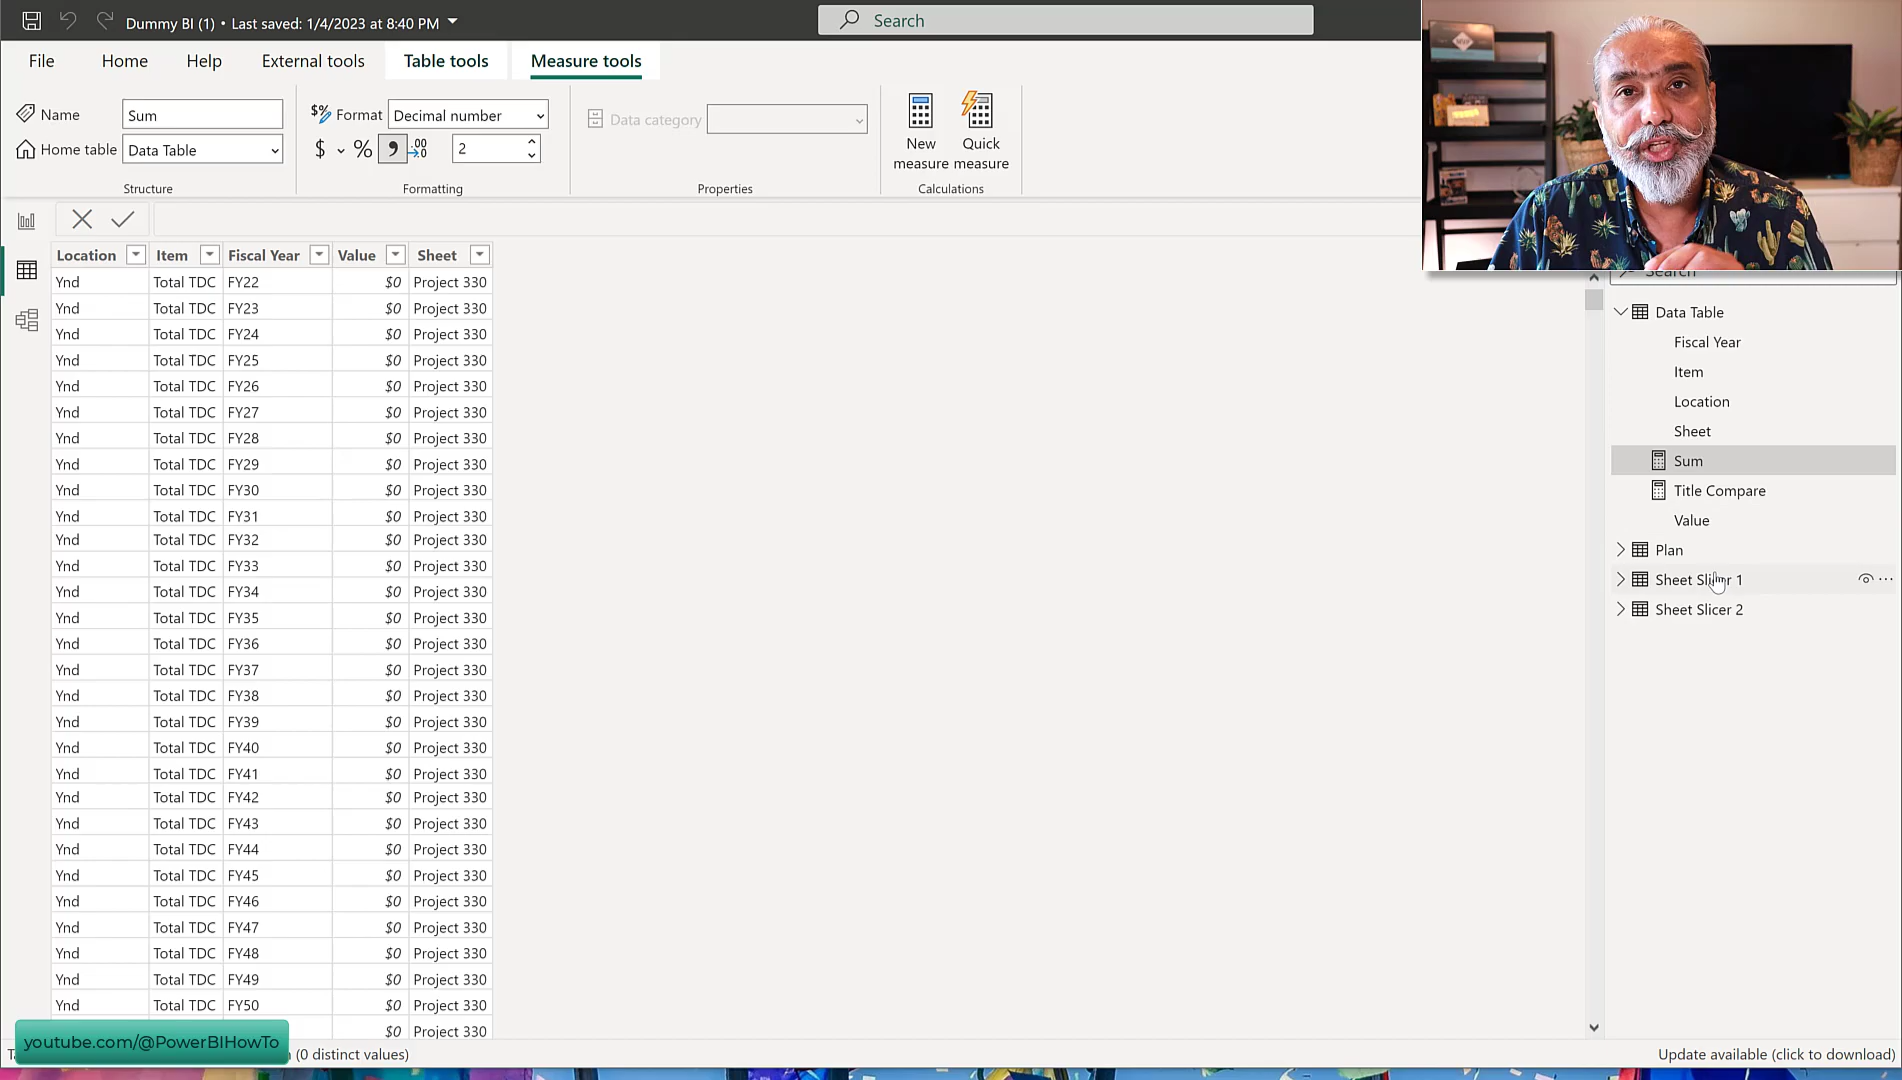 Dummy BI (1) • Last saved: 1/4/2023 at 8:40 PM
Search
File Home Help External tools Table tools Measure tools
Name Sum
Home table Data Table
Structure
$% Format Decimal number
$ % , .00 2
Formatting
Data category
Properties
New measure
Quick measure
Calculations
Location Item Fiscal Year Value Sheet
Ynd Total TDC FY22 $0 Project 330
Ynd Total TDC FY23 $0 Project 330
Ynd Total TDC FY24 $0 Project 330
Ynd Total TDC FY25 $0 Project 330
Ynd Total TDC FY26 $0 Project 330
Ynd Total TDC FY27 $0 Project 330
Ynd Total TDC FY28 $0 Project 330
Ynd Total TDC FY29 $0 Project 330
Ynd Total TDC FY30 $0 Project 330
Ynd Total TDC FY31 $0 Project 330
Ynd Total TDC FY32 $0 Project 330
Ynd Total TDC FY33 $0 Project 330
Ynd Total TDC FY34 $0 Project 330
Ynd Total TDC FY35 $0 Project 330
Ynd Total TDC FY36 $0 Project 330
Ynd Total TDC FY37 $0 Project 330
Ynd Total TDC FY38 $0 Project 330
Ynd Total TDC FY39 $0 Project 330
Ynd Total TDC FY40 $0 Project 330
Ynd Total TDC FY41 $0 Project 330
Ynd Total TDC FY42 $0 Project 330
Ynd Total TDC FY43 $0 Project 330
Ynd Total TDC FY44 $0 Project 330
Ynd Total TDC FY45 $0 Project 330
Ynd Total TDC FY46 $0 Project 330
Ynd Total TDC FY47 $0 Project 330
Ynd Total TDC FY48 $0 Project 330
Ynd Total TDC FY49 $0 Project 330
Ynd Total TDC FY50 $0 Project 330
$0 Project 330
Search
Data Table
Fiscal Year
Item
Location
Sheet
Sum
Title Compare
Value
Plan
Sheet Slicer 1
Sheet Slicer 2
youtube.com/@PowerBIHowTo
(0 distinct values)
Update available (click to download)